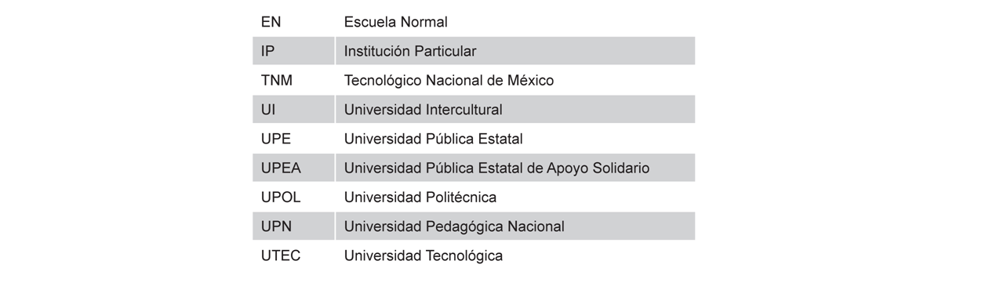 EN Escuela Normal
IP Institución Particular
TNM Tecnológico Nacional de México
UI Universidad Intercultural
UPE Universidad Pública Estatal
UPEA Universidad Pública Estatal de Apoyo Solidario
UPOL Universidad Politécnica
UPN Universidad Pedagógica Nacional
UTEC Universidad Tecnológica